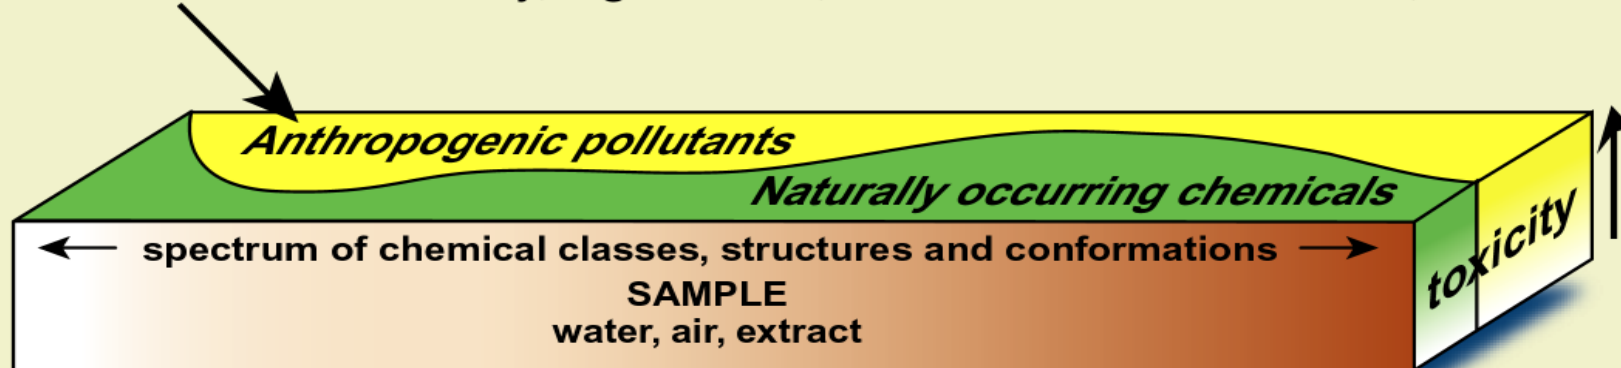 Anthropogenic pollutants
Naturally occurring chemicals
spectrum of chemical classes, structures and conformations
SAMPLE
water, air, extract
toxicity